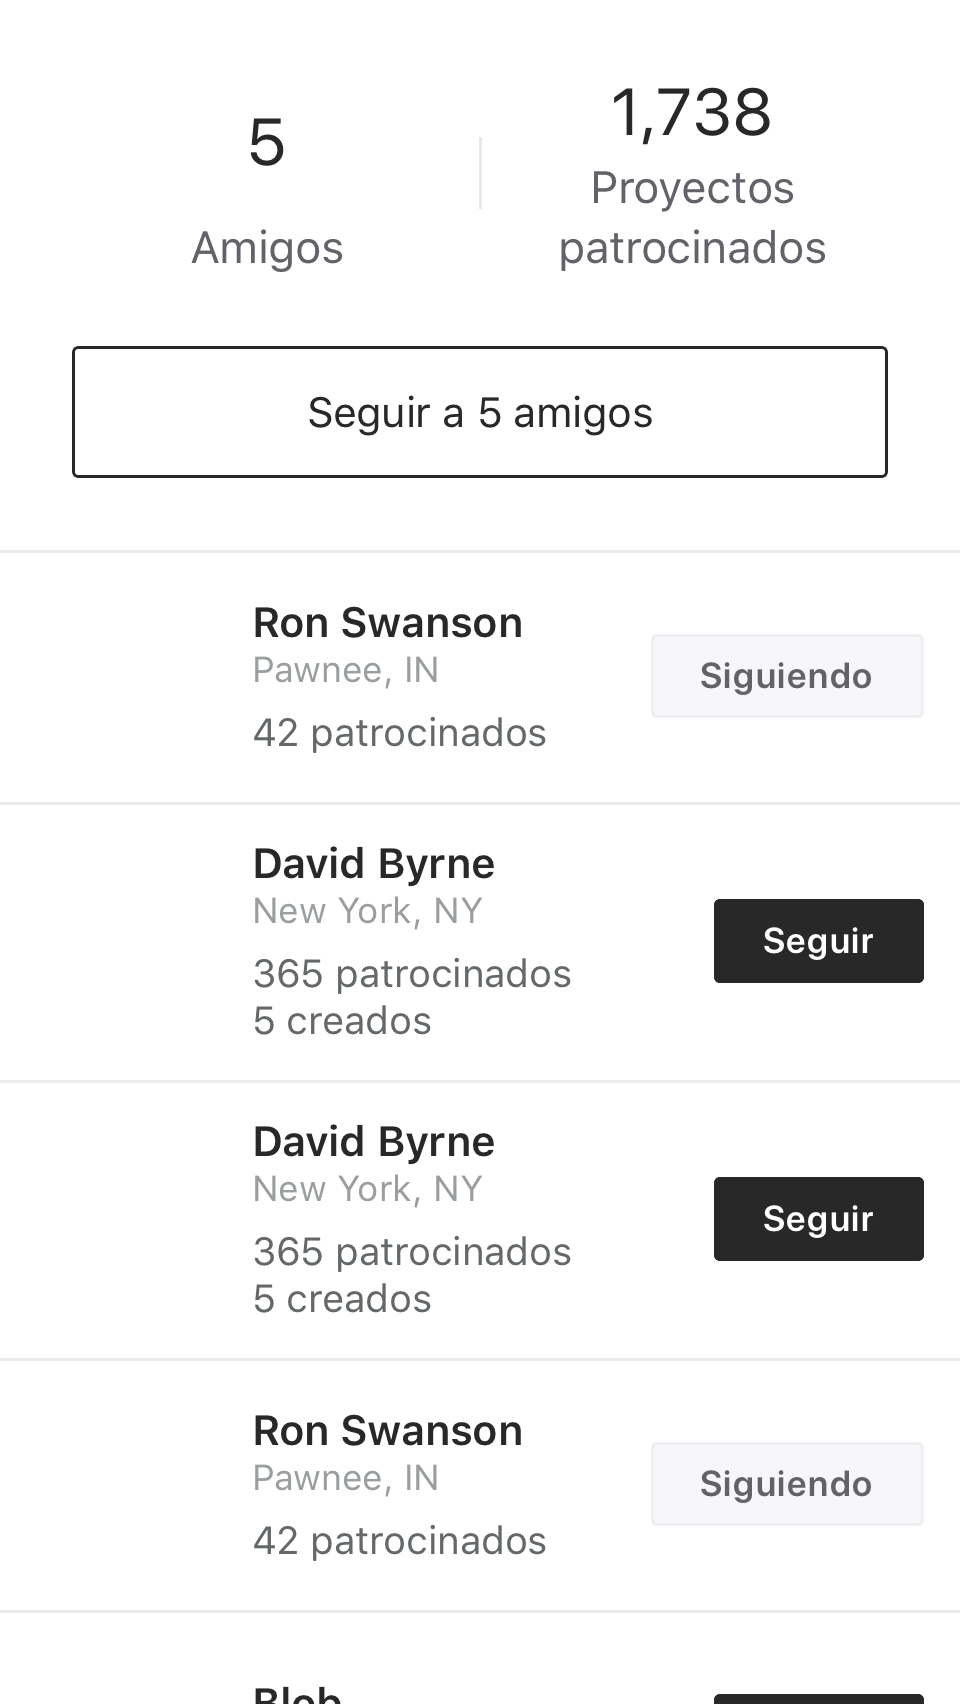 5
Amigos
1,738
Proyectos
patrocinados
Seguir a 5 amigos
Ron Swanson
Pawnee, IN
42 patrocinados
Siguiendo
David Byrne
New York, NY
365 patrocinados
5 creados
Seguir
David Byrne
New York, NY
365 patrocinados
5 creados
Seguir
Ron Swanson
Pawnee, IN
42 patrocinados
Siguiendo
Blob